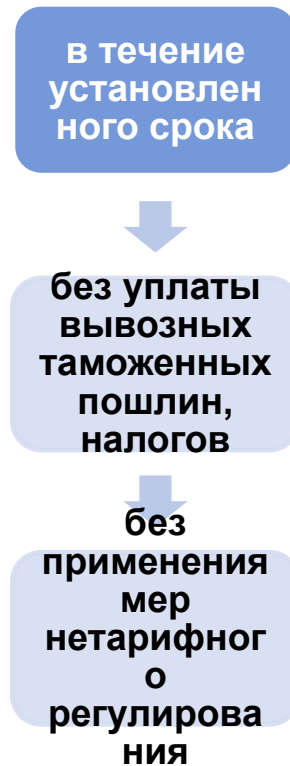 в течение
установлен
ного срока
без уплаты
вывозных
таможенных
пошлин,
налогов
без
применения
мер
нетарифног
о
регулирова
ния